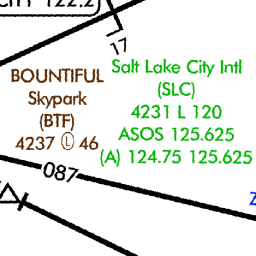 122.2
17
BOUNTIFUL
Skypark
(BTF)
4237 Ⓛ 46
Salt Lake City Intl
(SLC)
4231 L 120
ASOS 125.625
(A) 124.75 125.625
087